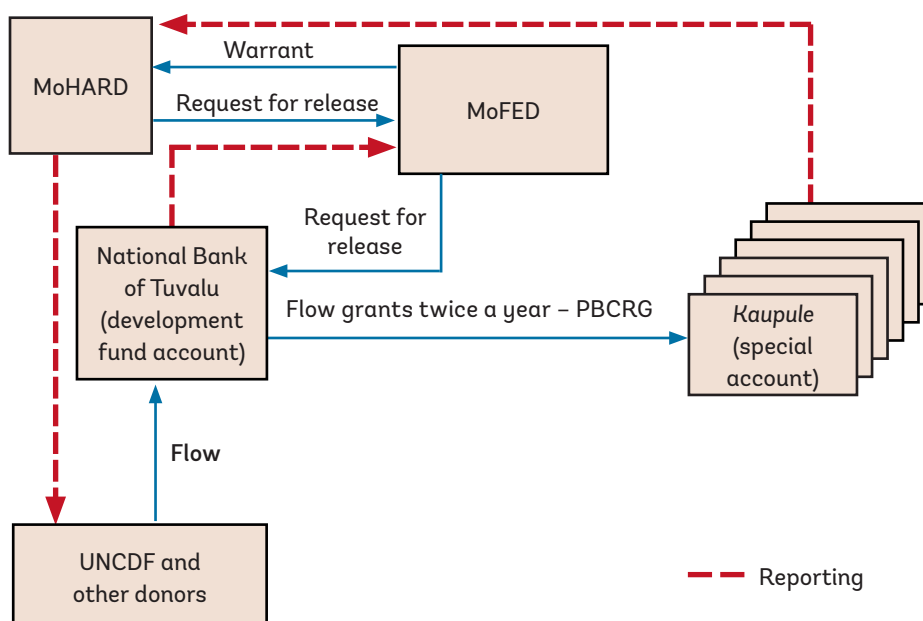 MoHARD
Warrant
Request for release
MoFED
Request for
release
National Bank
of Tuvalu
(development
fund account)
Flow grants twice a year – PBCRG
Kaupule
(special
account)
Flow
UNCDF and
other donors
Reporting